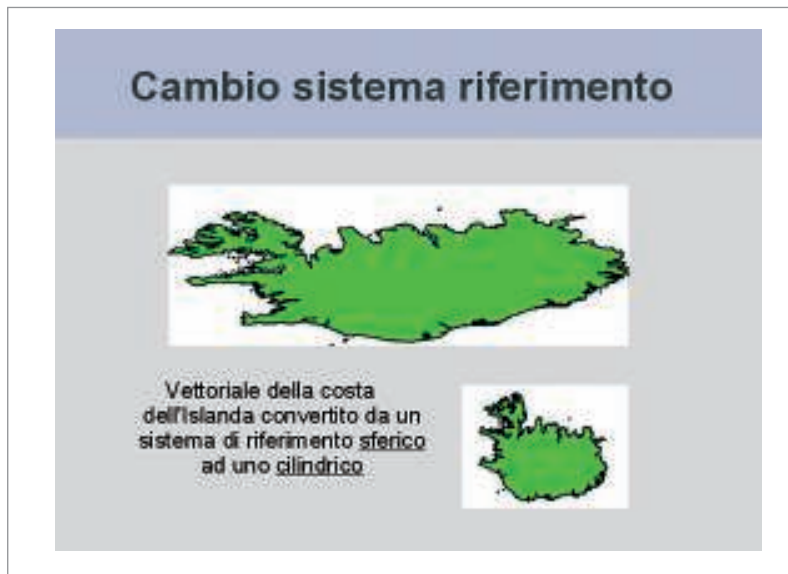 Cambio sistema riferimento
Vettoriale della costa
dell'Islanda convertito da un
sistema di riferimento sferico
ad uno cilindrico